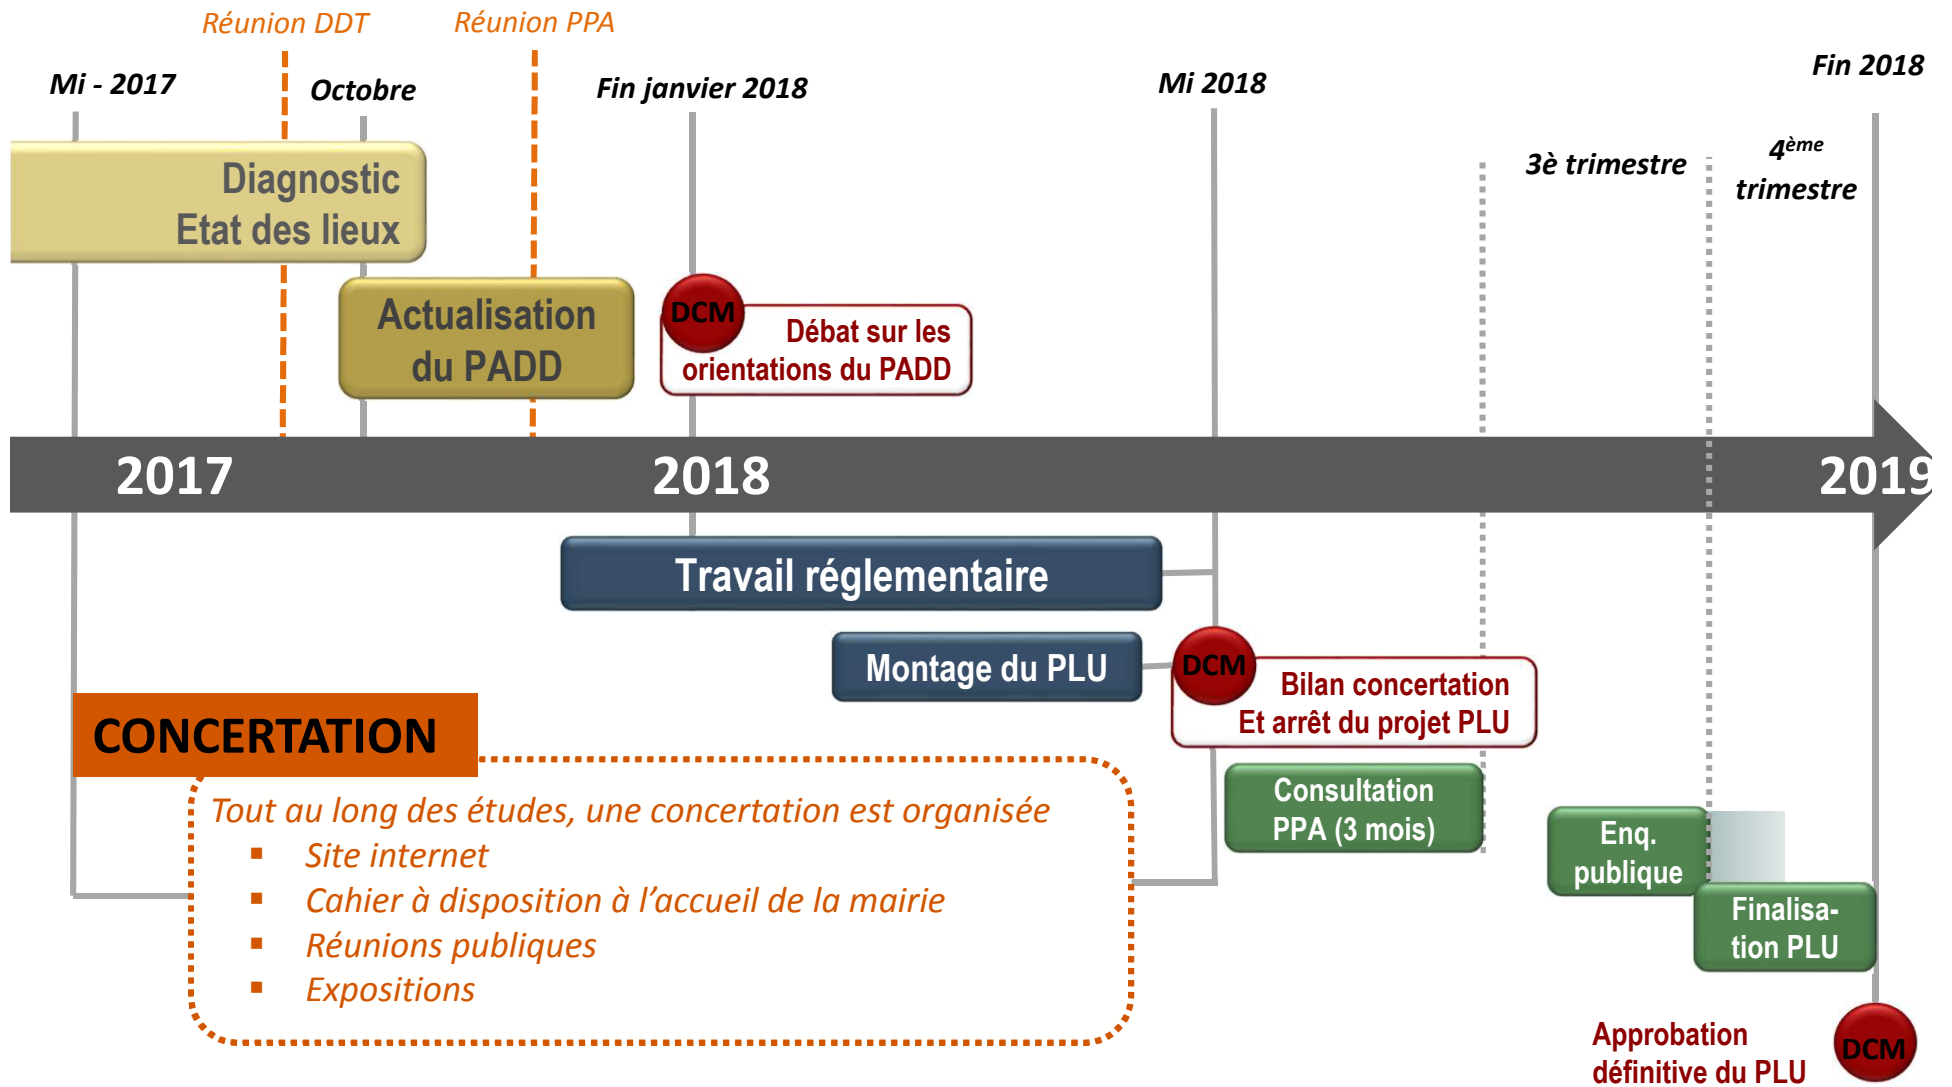 Réunion DDT
Réunion PPA
Mi - 2017
Octobre
Fin janvier 2018
Mi 2018
Fin 2018
3è trimestre
4ème
trimestre
Diagnostic
Etat des lieux
Actualisation
du PADD
DCM
Débat sur les
orientations du PADD
2017
2018
2019
Travail réglementaire
Montage du PLU
DCM
Bilan concertation
Et arrêt du projet PLU
CONCERTATION
Tout au long des études, une concertation est organisée
▪ Site internet
▪ Cahier à disposition à l’accueil de la mairie
▪ Réunions publiques
▪ Expositions
Consultation
PPA (3 mois)
Enq.
publique
Finalisa-
tion PLU
Approbation
définitive du PLU
DCM